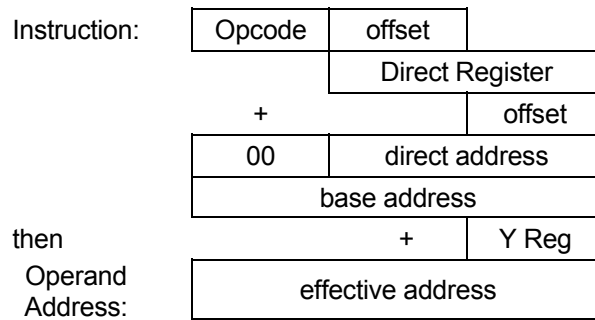 Instruction: Opcode offset
Direct Register
+ offset
00 direct address
base address
then + Y Reg
Operand
Address: effective address